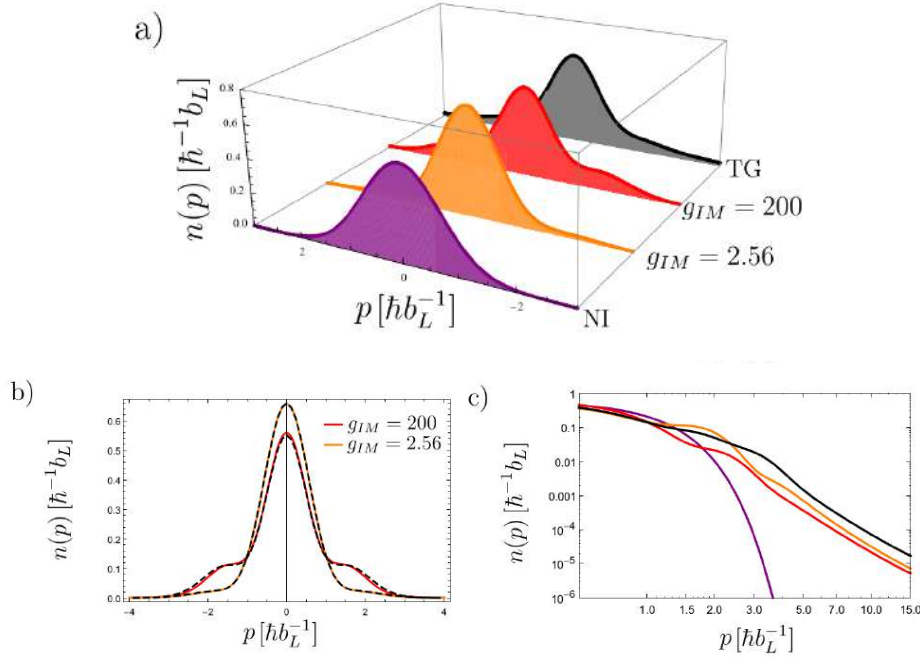 a)
n(p) [ħ⁻¹b_L]
0.8
0.6
0.4
0.2
0.0
2
0
-2
p [ħb_L⁻¹]
TG
g_IM = 200
g_IM = 2.56
NI
b)
n(p) [ħ⁻¹b_L]
0.6
0.5
0.4
0.3
0.2
0.1
0.0
-4
-2
0
2
4
p [ħb_L⁻¹]
g_IM = 200
g_IM = 2.56
c)
n(p) [ħ⁻¹b_L]
1
0.1
0.01
0.001
10⁻⁴
10⁻⁵
10⁻⁶
1.0
1.5
2.0
3.0
5.0
7.0
10.0
15.0
p [ħb_L⁻¹]